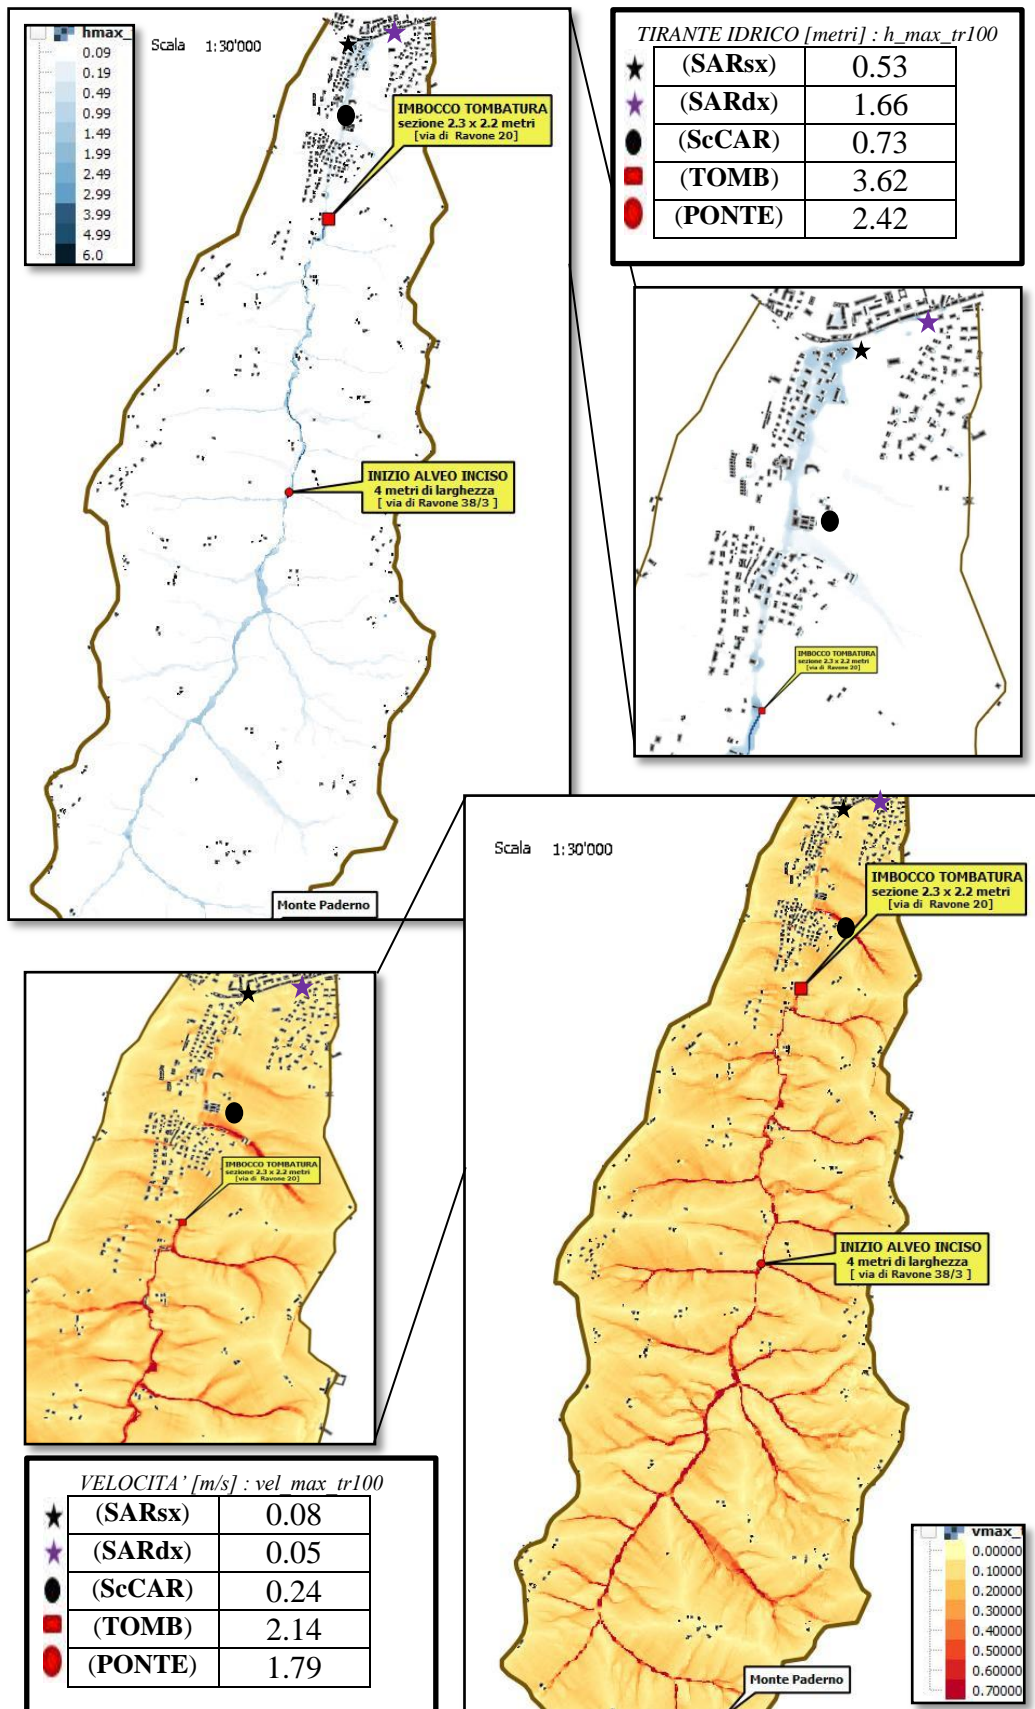 hmax_
0.09
0.19
0.49
0.99
1.49
1.99
2.49
2.99
3.99
4.99
6.0
Scala 1:30'000
IMBOCCO TOMBATURA
sezione 2.3 x 2.2 metri
[via di Ravone 20]
INIZIO ALVEO INCISO
4 metri di larghezza
[ via di Ravone 38/3 ]
Monte Paderno
TIRANTE IDRICO [metri] : h_max_tr100
(SARsx) 0.53
(SARdx) 1.66
(ScCAR) 0.73
(TOMB) 3.62
(PONTE) 2.42
IMBOCCO TOMBATURA
sezione 2.3 x 2.2 metri
[via di Ravone 20]
Scala 1:30'000
IMBOCCO TOMBATURA
sezione 2.3 x 2.2 metri
[via di Ravone 20]
INIZIO ALVEO INCISO
4 metri di larghezza
[ via di Ravone 38/3 ]
Monte Paderno
IMBOCCO TOMBATURA
sezione 2.3 x 2.2 metri
[via di Ravone 20]
VELOCITA' [m/s] : vel_max_tr100
(SARsx) 0.08
(SARdx) 0.05
(ScCAR) 0.24
(TOMB) 2.14
(PONTE) 1.79
vmax_
0.00000
0.10000
0.20000
0.30000
0.40000
0.50000
0.60000
0.70000